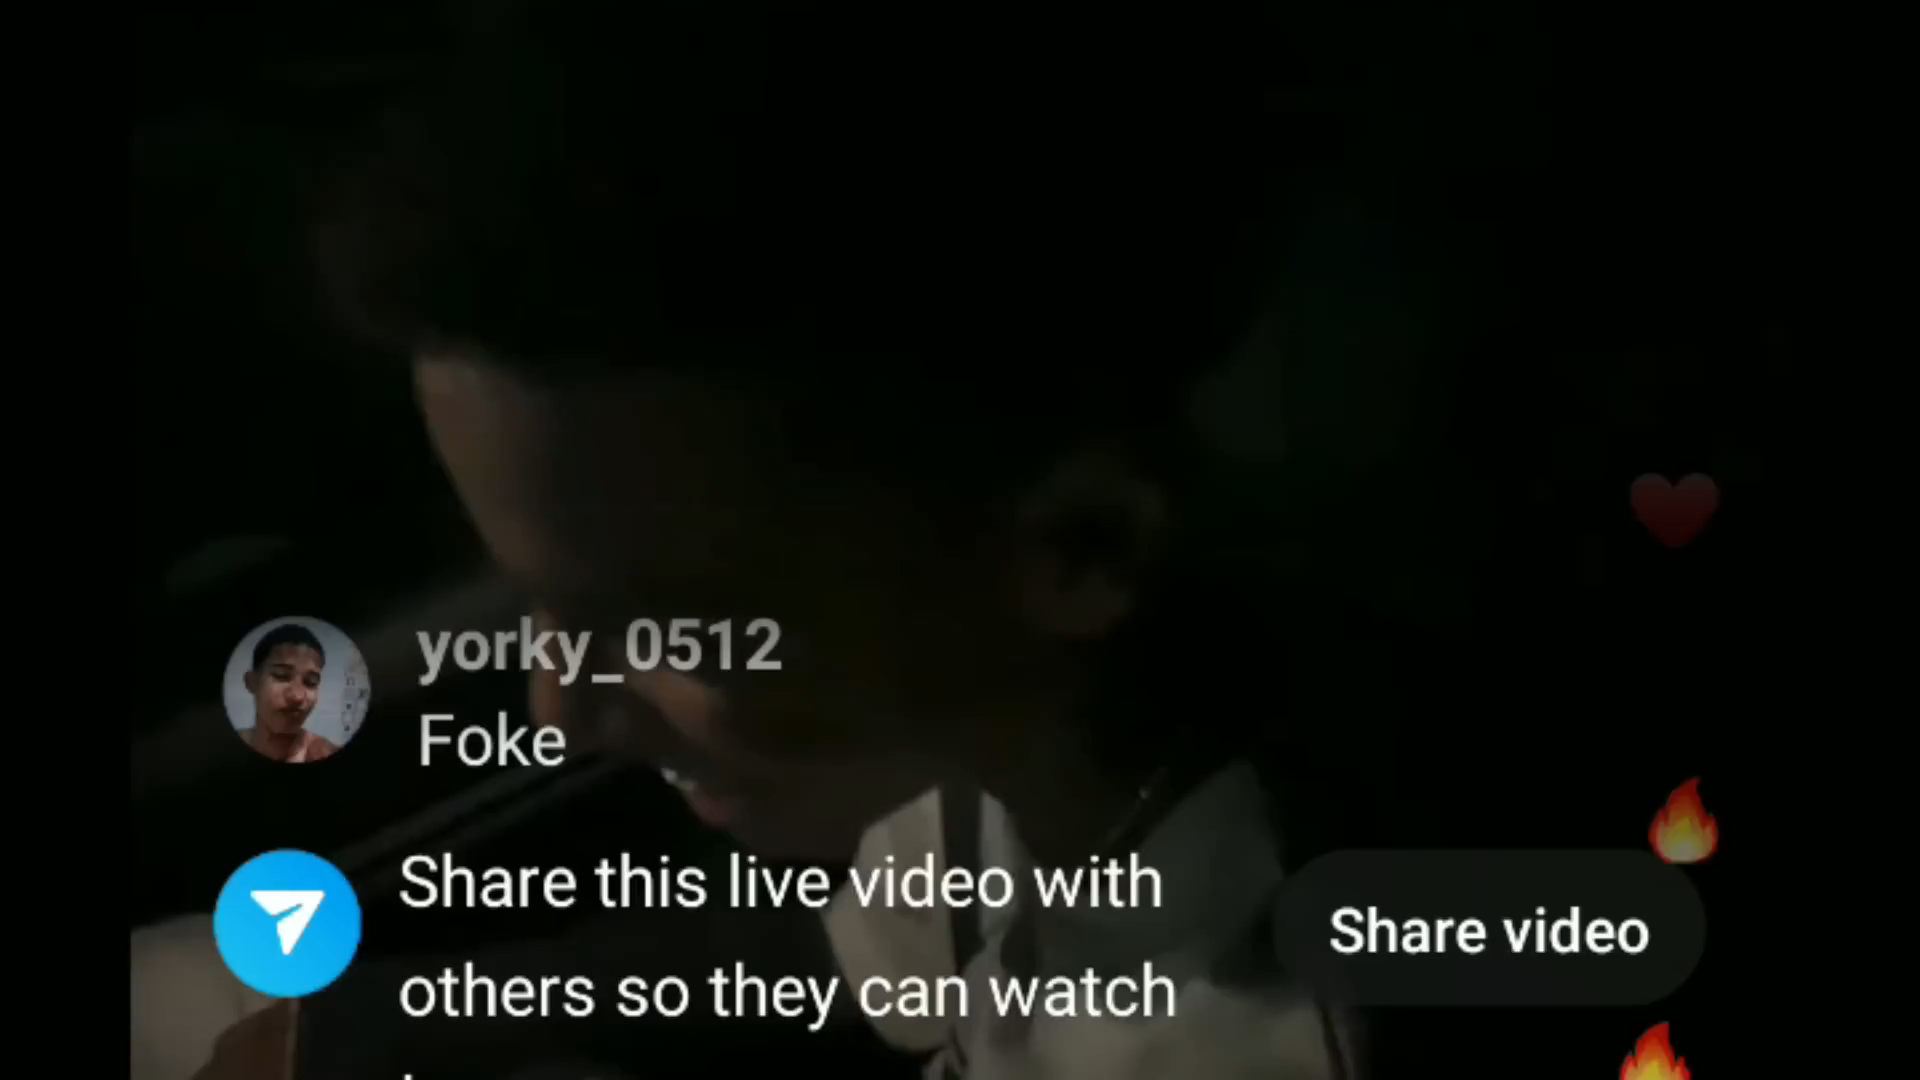 yorky_0512
Foke
Share this live video with
others so they can watch
Share video